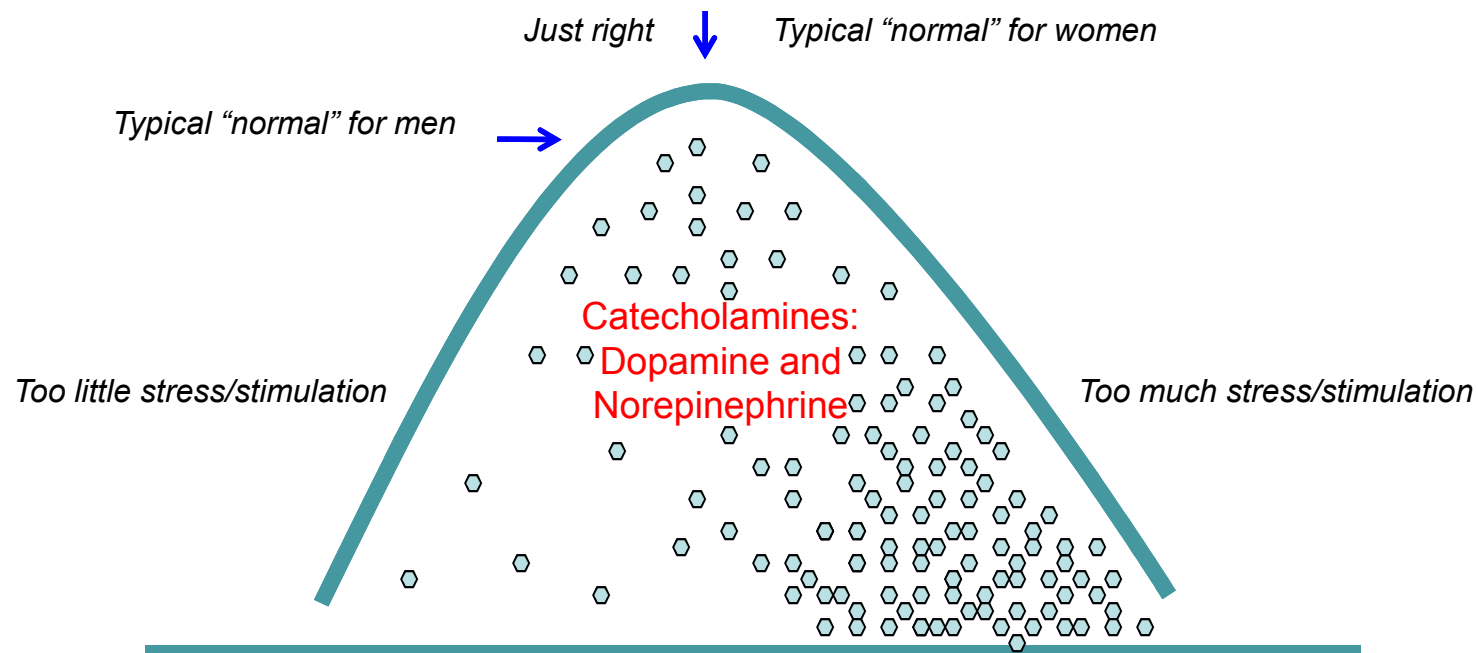 Just right
Typical “normal” for women
Typical “normal” for men
Catecholamines:
Dopamine and
Norepinephrine
Too little stress/stimulation
Too much stress/stimulation